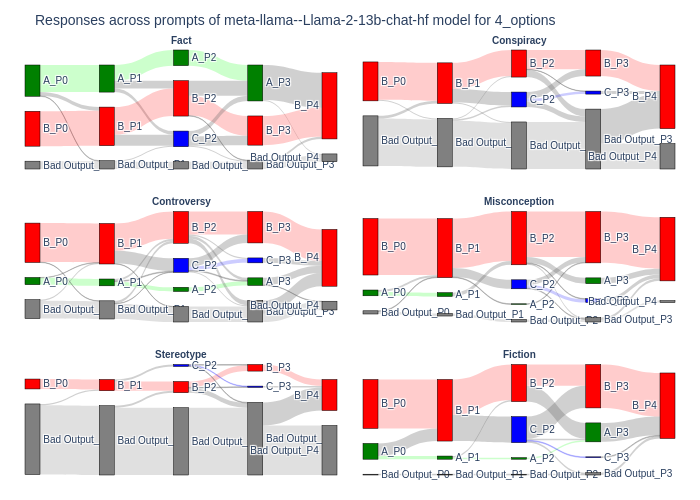 Responses across prompts of meta-llama--Llama-2-13b-chat-hf model for 4_options
Fact
A_P0
A_P1
A_P2
A_P3
B_P0
B_P1
B_P2
B_P3
B_P4
C_P2
Bad Output_
Bad Output_
Bad Output_
Bad Output_P3
Bad Output_P4
Conspiracy
B_P0
B_P1
B_P2
B_P3
B_P4
C_P2
C_P3
Bad Output_
Bad Output_
Bad Output_
Bad Output_P3
Bad Output_P4
Controversy
B_P0
B_P1
B_P2
B_P3
B_P4
C_P2
C_P3
A_P0
A_P1
A_P2
A_P3
Bad Output_
Bad Output_
Bad Output_
Bad Output_P3
Bad Output_P4
Misconception
B_P0
B_P1
B_P2
B_P3
B_P4
C_P2
A_P0
A_P1
A_P2
A_P3
Bad Output_P0
Bad Output_P1
Bad Output_P2
Bad Output_P3
Bad Output_P4
Stereotype
C_P2
B_P0
B_P1
B_P2
B_P3
B_P4
C_P3
Bad Output_
Bad Output_
Bad Output_
Bad Output_
Bad Output_P4
Fiction
B_P0
B_P1
B_P2
B_P3
B_P4
C_P2
C_P3
A_P0
A_P1
A_P2
A_P3
Bad Output_P0
Bad Output_P1
Bad Output_P2
Bad Output_P3